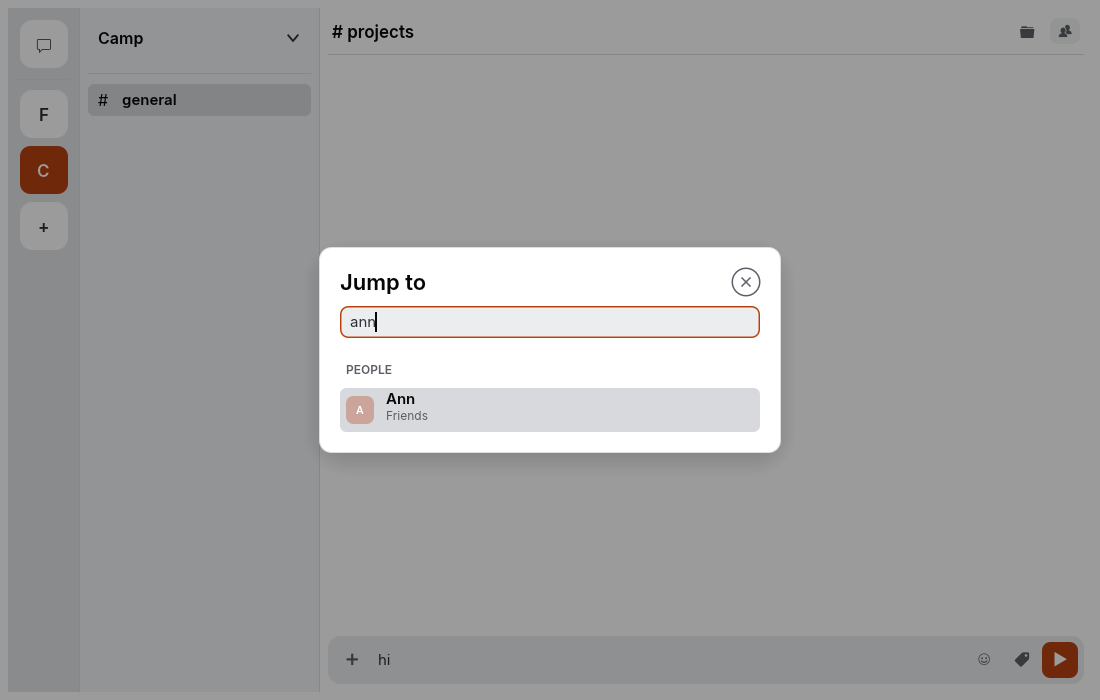 Camp
# projects
F
# general
C
+
Jump to
ann
PEOPLE
A
Ann
Friends
+ hi